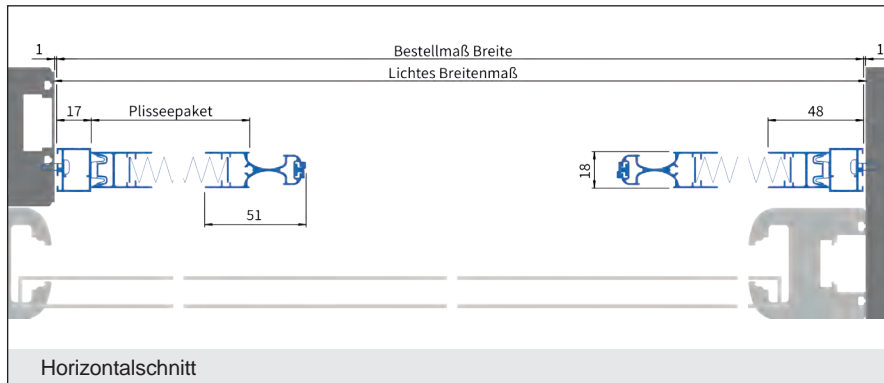 1 Bestellmaß Breite 1
Lichtes Breitenmaß
17 Plisseepaket 48
18
51
Horizontalschnitt